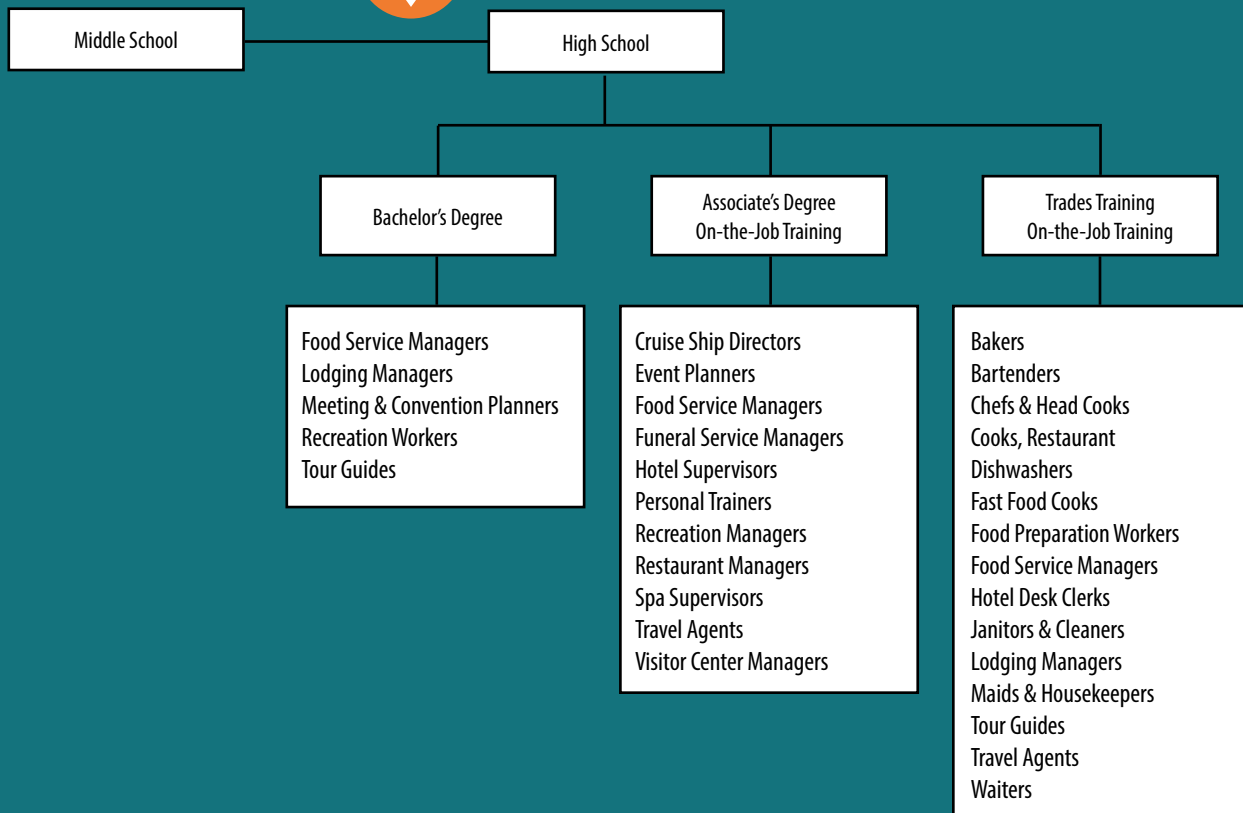 Middle School
High School
Bachelor's Degree
Associate's Degree
On-the-Job Training
Trades Training
On-the-Job Training
Food Service Managers
Lodging Managers
Meeting & Convention Planners
Recreation Workers
Tour Guides
Cruise Ship Directors
Event Planners
Food Service Managers
Funeral Service Managers
Hotel Supervisors
Personal Trainers
Recreation Managers
Restaurant Managers
Spa Supervisors
Travel Agents
Visitor Center Managers
Bakers
Bartenders
Chefs & Head Cooks
Cooks, Restaurant
Dishwashers
Fast Food Cooks
Food Preparation Workers
Food Service Managers
Hotel Desk Clerks
Janitors & Cleaners
Lodging Managers
Maids & Housekeepers
Tour Guides
Travel Agents
Waiters